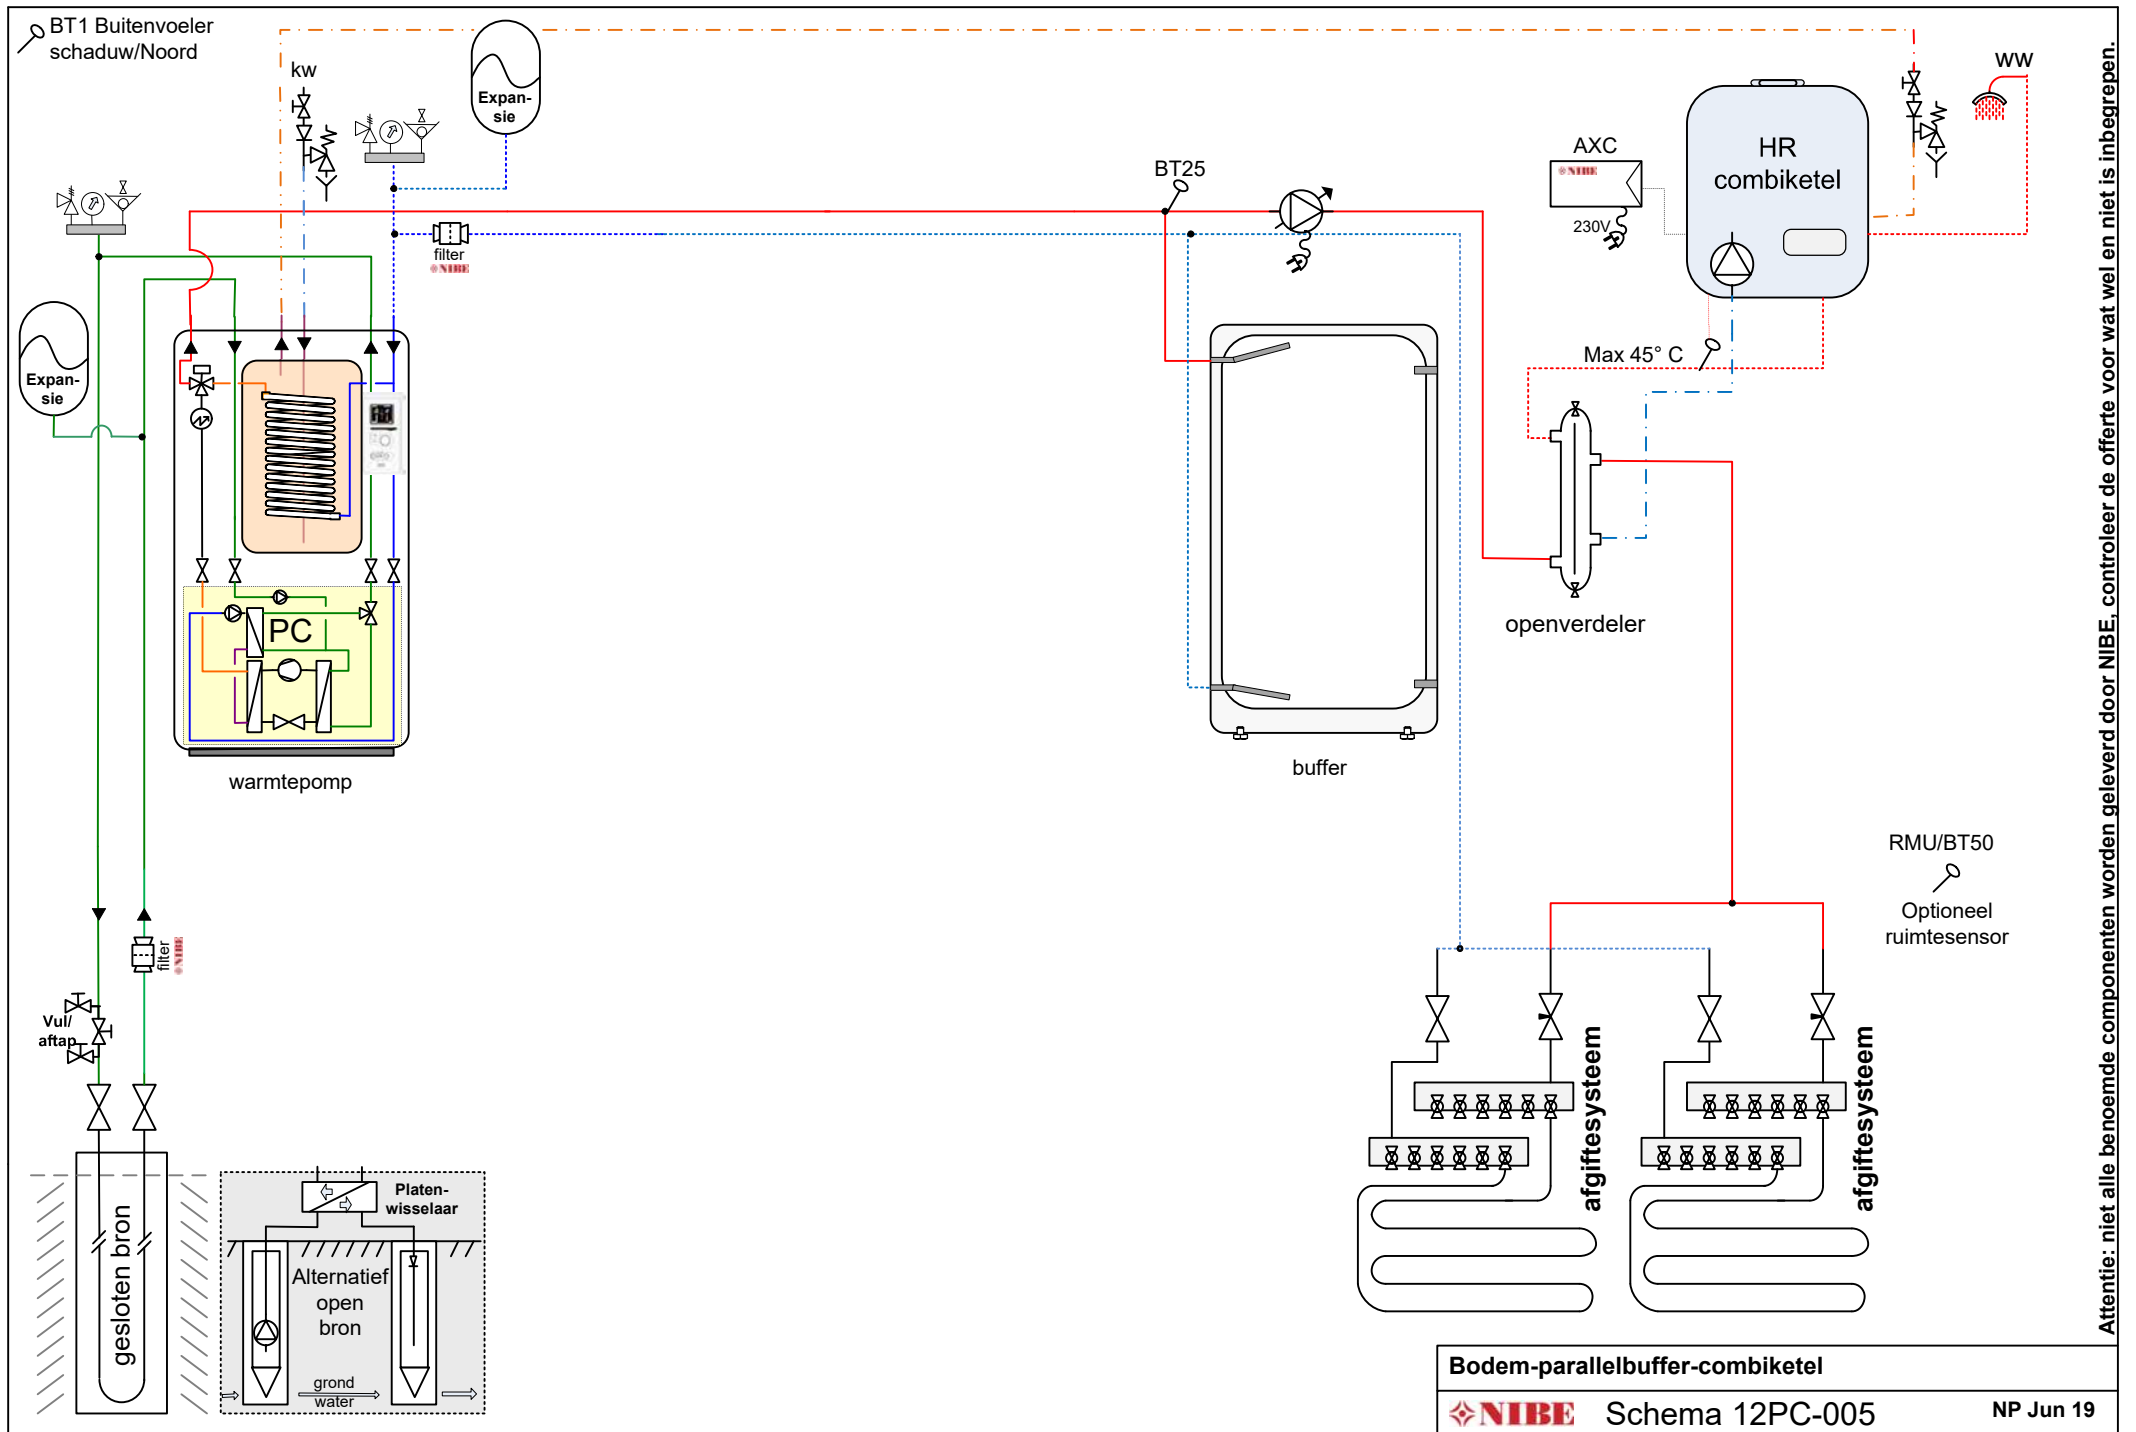 BT1 Buitenvoeler
schaduw/Noord
kw
Expan-
sie
filter
NIBE
Expan-
sie
PC
warmtepomp
BT25
AXC
NIBE
230V
HR
combiketel
WW
Max 45° C
openverdeler
buffer
RMU/BT50
Optioneel
ruimtesensor
filter
NIBE
Vul/
aftap
gesloten bron
Platen-
wisselaar
Alternatief
open
bron
grond
water
afgiftesysteem
afgiftesysteem
Attentie: niet alle benoemde componenten worden geleverd door NIBE, controleer de offerte voor wat wel en niet is inbegrepen.
Bodem-parallelbuffer-combiketel
NIBE Schema 12PC-005 NP Jun 19